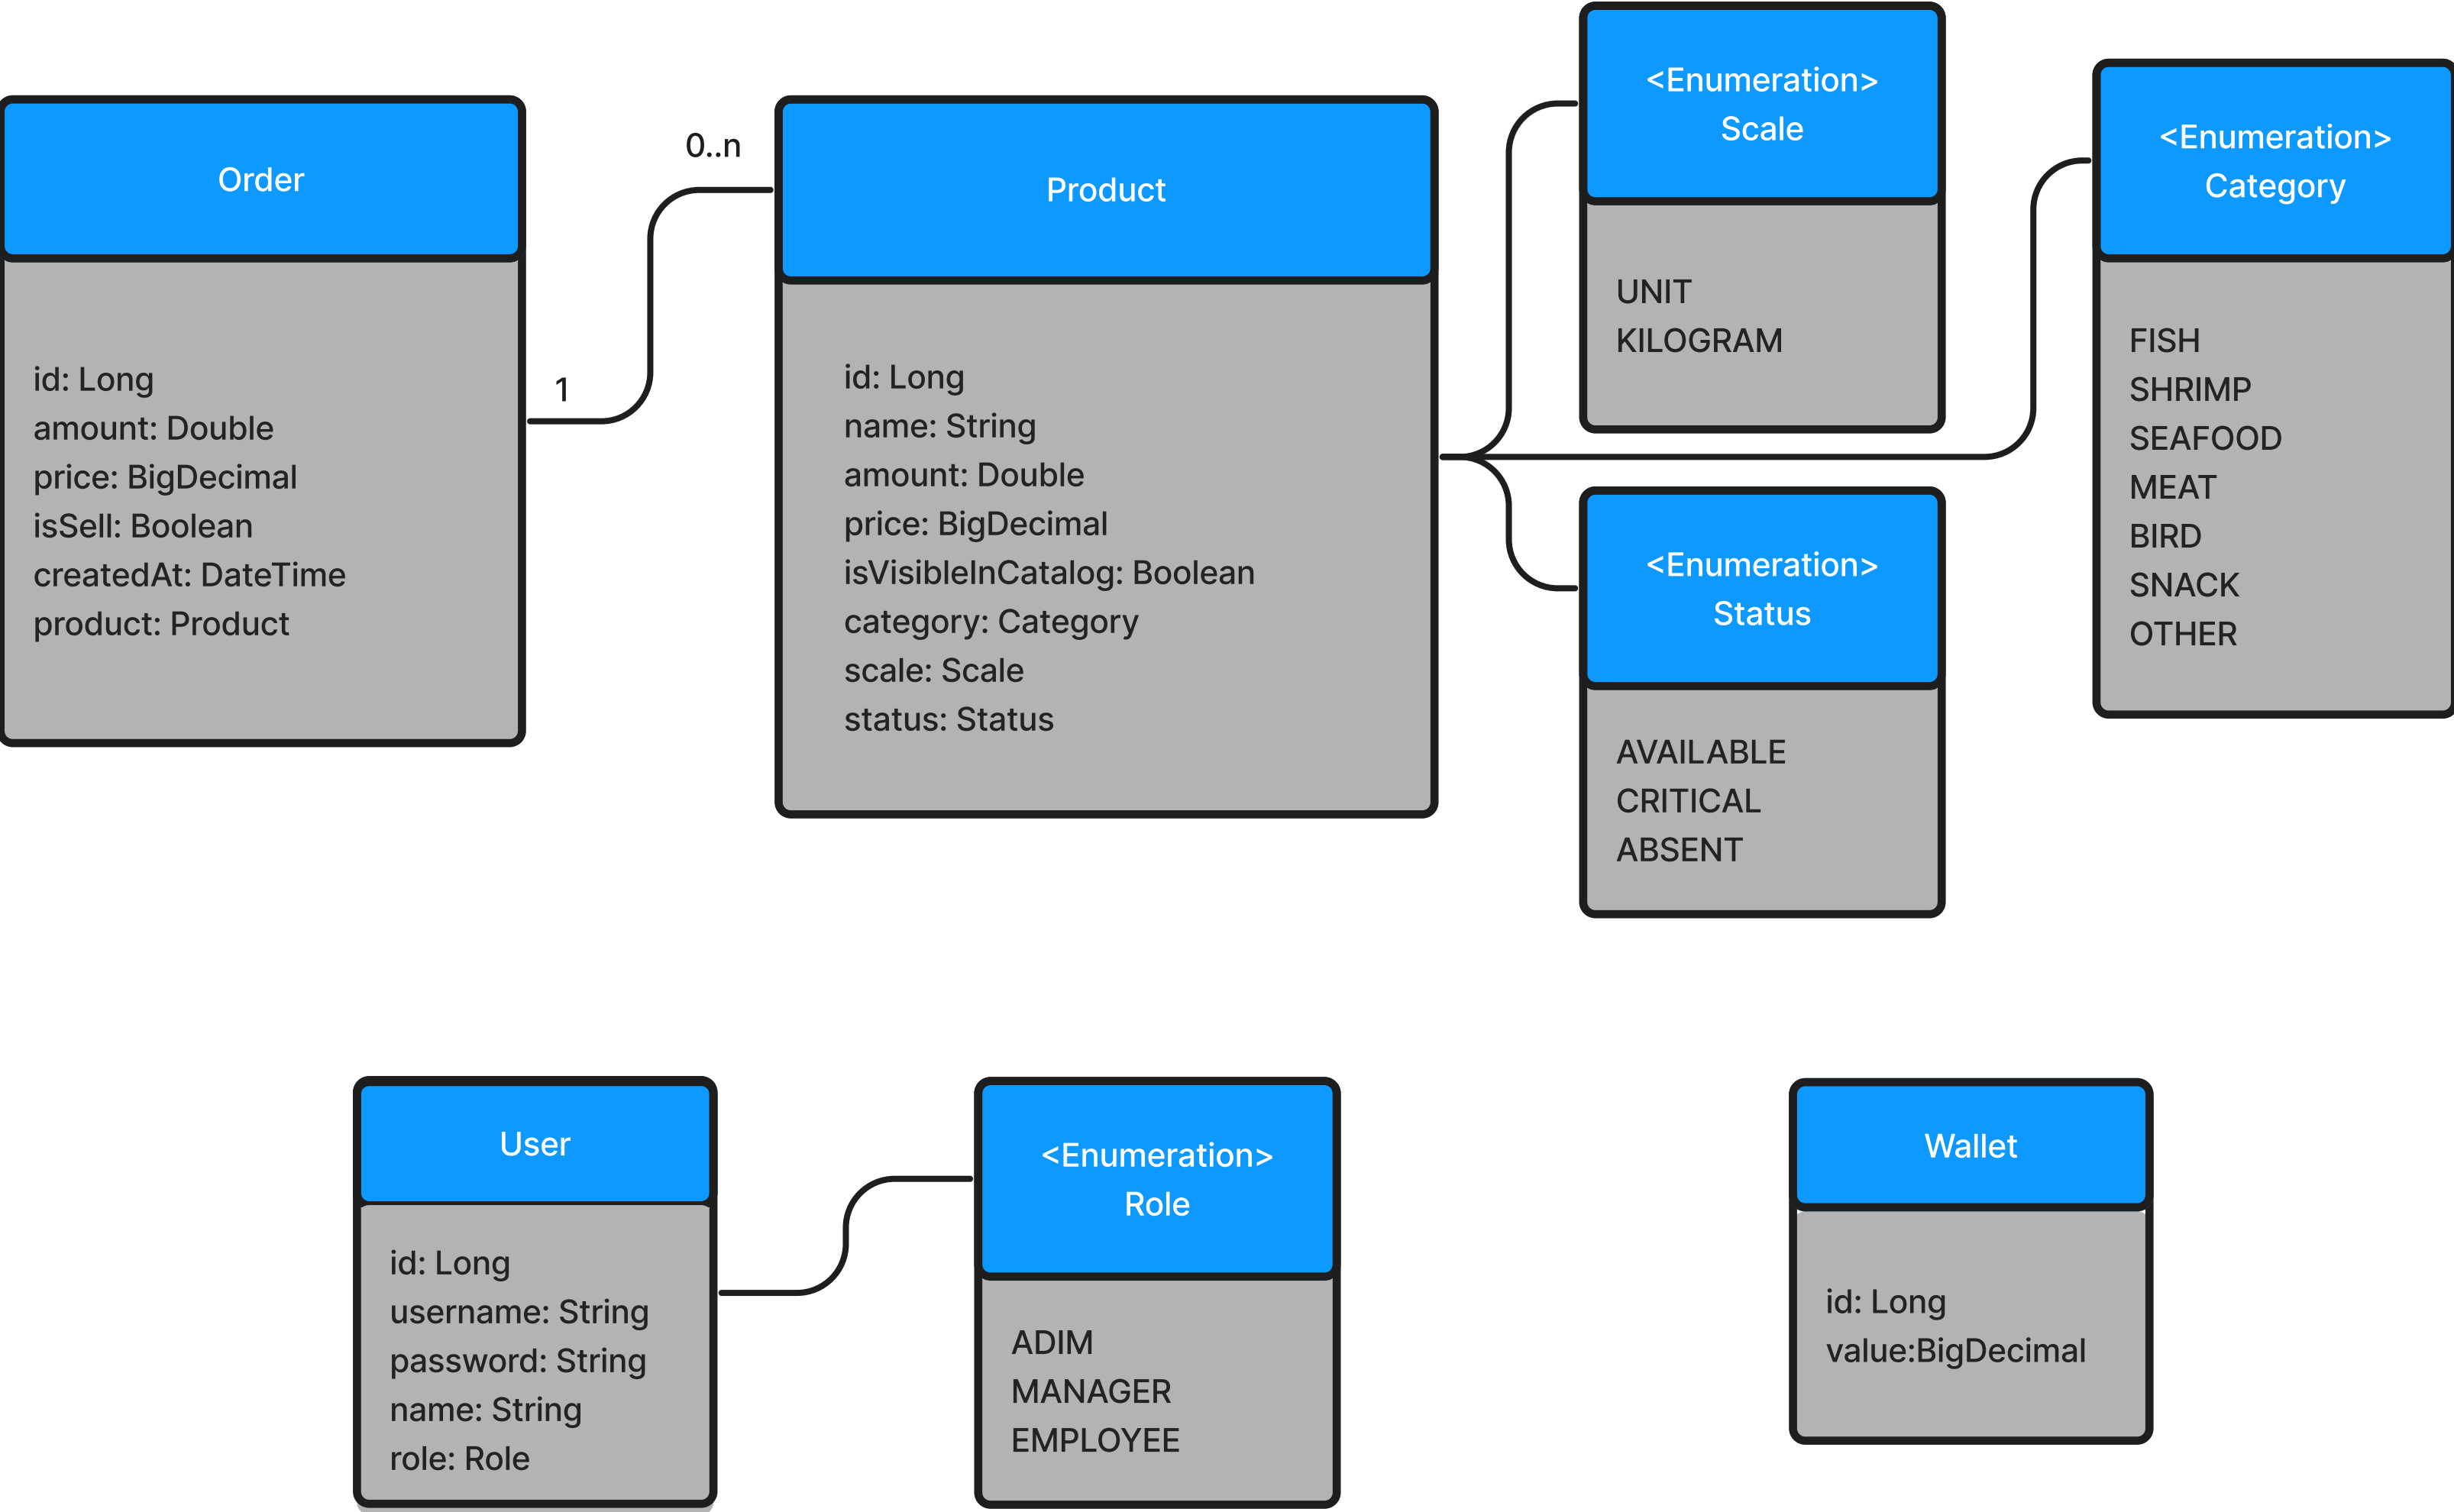 Order
id: Long
amount: Double
price: BigDecimal
isSell: Boolean
createdAt: DateTime
product: Product
1
0..n
Product
id: Long
name: String
amount: Double
price: BigDecimal
isVisibleInCatalog: Boolean
category: Category
scale: Scale
status: Status
<Enumeration>
Scale
UNIT
KILOGRAM
<Enumeration>
Status
AVAILABLE
CRITICAL
ABSENT
<Enumeration>
Category
FISH
SHRIMP
SEAFOOD
MEAT
BIRD
SNACK
OTHER
User
id: Long
username: String
password: String
name: String
role: Role
<Enumeration>
Role
ADIM
MANAGER
EMPLOYEE
Wallet
id: Long
value:BigDecimal